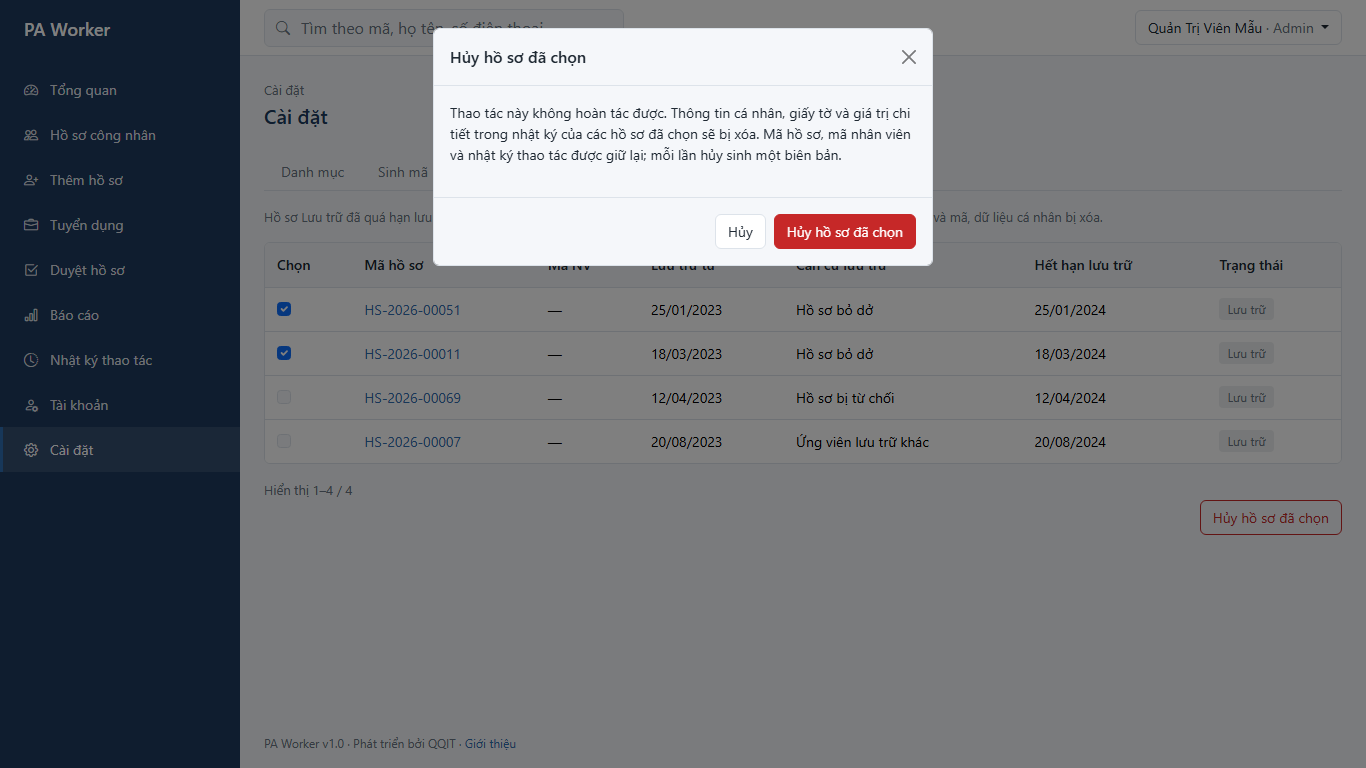 PA Worker
Tổng quan
Hồ sơ công nhân
Thêm hồ sơ
Tuyển dụng
Duyệt hồ sơ
Báo cáo
Nhật ký thao tác
Tài khoản
Cài đặt
Tìm theo mã, họ tên, số điện thoại
Quản Trị Viên Mẫu · Admin
Hủy hồ sơ đã chọn
Thao tác này không hoàn tác được. Thông tin cá nhân, giấy tờ và giá trị chi
tiết trong nhật ký của các hồ sơ đã chọn sẽ bị xóa. Mã hồ sơ, mã nhân viên
và nhật ký thao tác được giữ lại; mỗi lần hủy sinh một biên bản.
Hủy
Hủy hồ sơ đã chọn
Cài đặt
Cài đặt
Danh mục Sinh mã
Hồ sơ Lưu trữ đã quá hạn lưu và mã, dữ liệu cá nhân bị xóa.
Chọn Mã hồ sơ Mã NV Lưu trữ từ Căn cứ lưu trữ Hết hạn lưu trữ Trạng thái
HS-2026-00051 — 25/01/2023 Hồ sơ bỏ dở 25/01/2024 Lưu trữ
HS-2026-00011 — 18/03/2023 Hồ sơ bỏ dở 18/03/2024 Lưu trữ
HS-2026-00069 — 12/04/2023 Hồ sơ bị từ chối 12/04/2024 Lưu trữ
HS-2026-00007 — 20/08/2023 Ứng viên lưu trữ khác 20/08/2024 Lưu trữ
Hiển thị 1–4 / 4
Hủy hồ sơ đã chọn
PA Worker v1.0 · Phát triển bởi QQIT · Giới thiệu